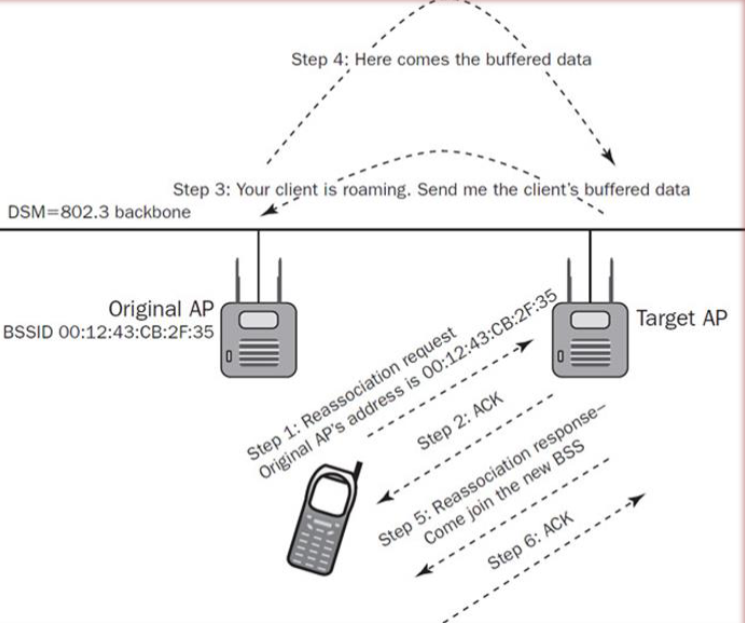 Step 4: Here comes the buffered data
Step 3: Your client is roaming. Send me the client's buffered data
DSM=802.3 backbone
Original AP
BSSID 00:12:43:CB:2F:35
Target AP
Step 1: Reassociation request
Original AP's address is 00:12:43:CB:2F:35
Step 2: ACK
Step 5: Reassociation response–
Come join the new BSS
Step 6: ACK